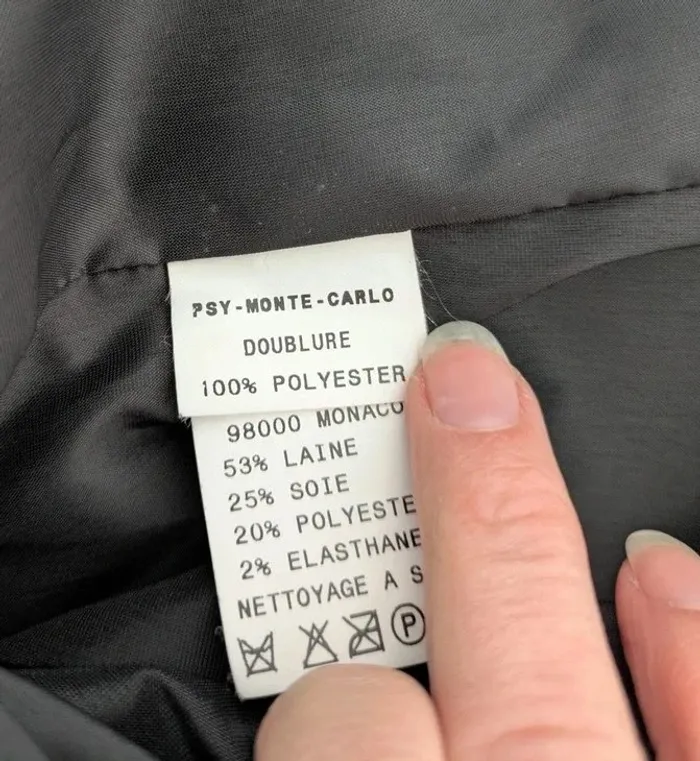 PSY-MONTE-CARLO
DOUBLURE
100% POLYESTER
98000 MONACO
53% LAINE
25% SOIE
20% POLYESTE
2% ELASTHANE
NETTOYAGE A S
P